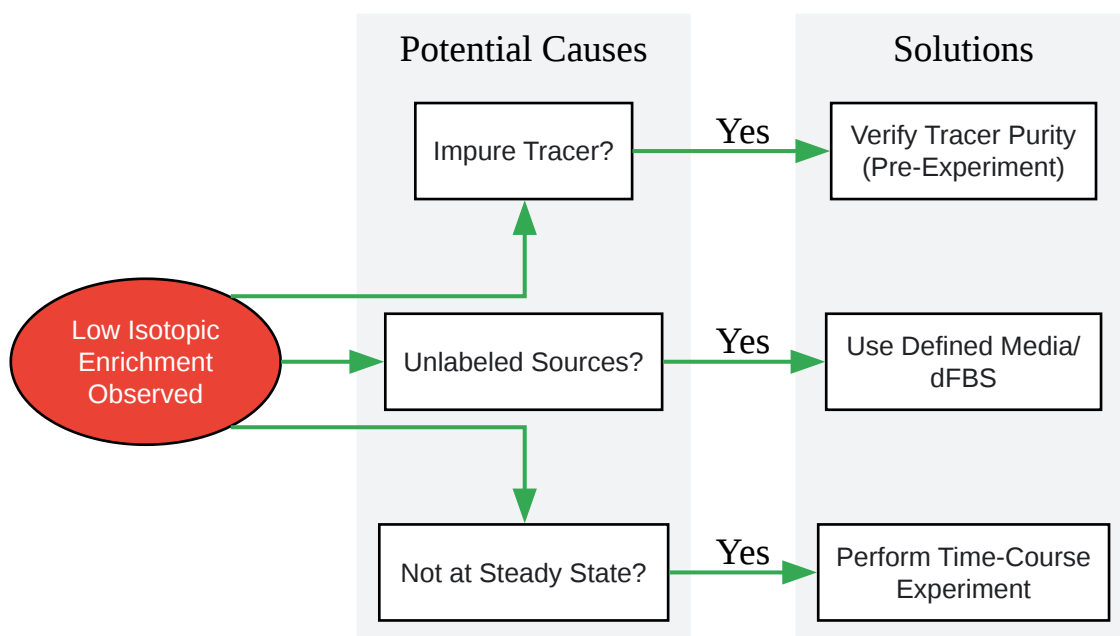 Potential Causes
Solutions
Impure Tracer?
Yes
Verify Tracer Purity
(Pre-Experiment)
Low Isotopic
Enrichment
Observed
Unlabeled Sources?
Yes
Use Defined Media/
dFBS
Not at Steady State?
Yes
Perform Time-Course
Experiment